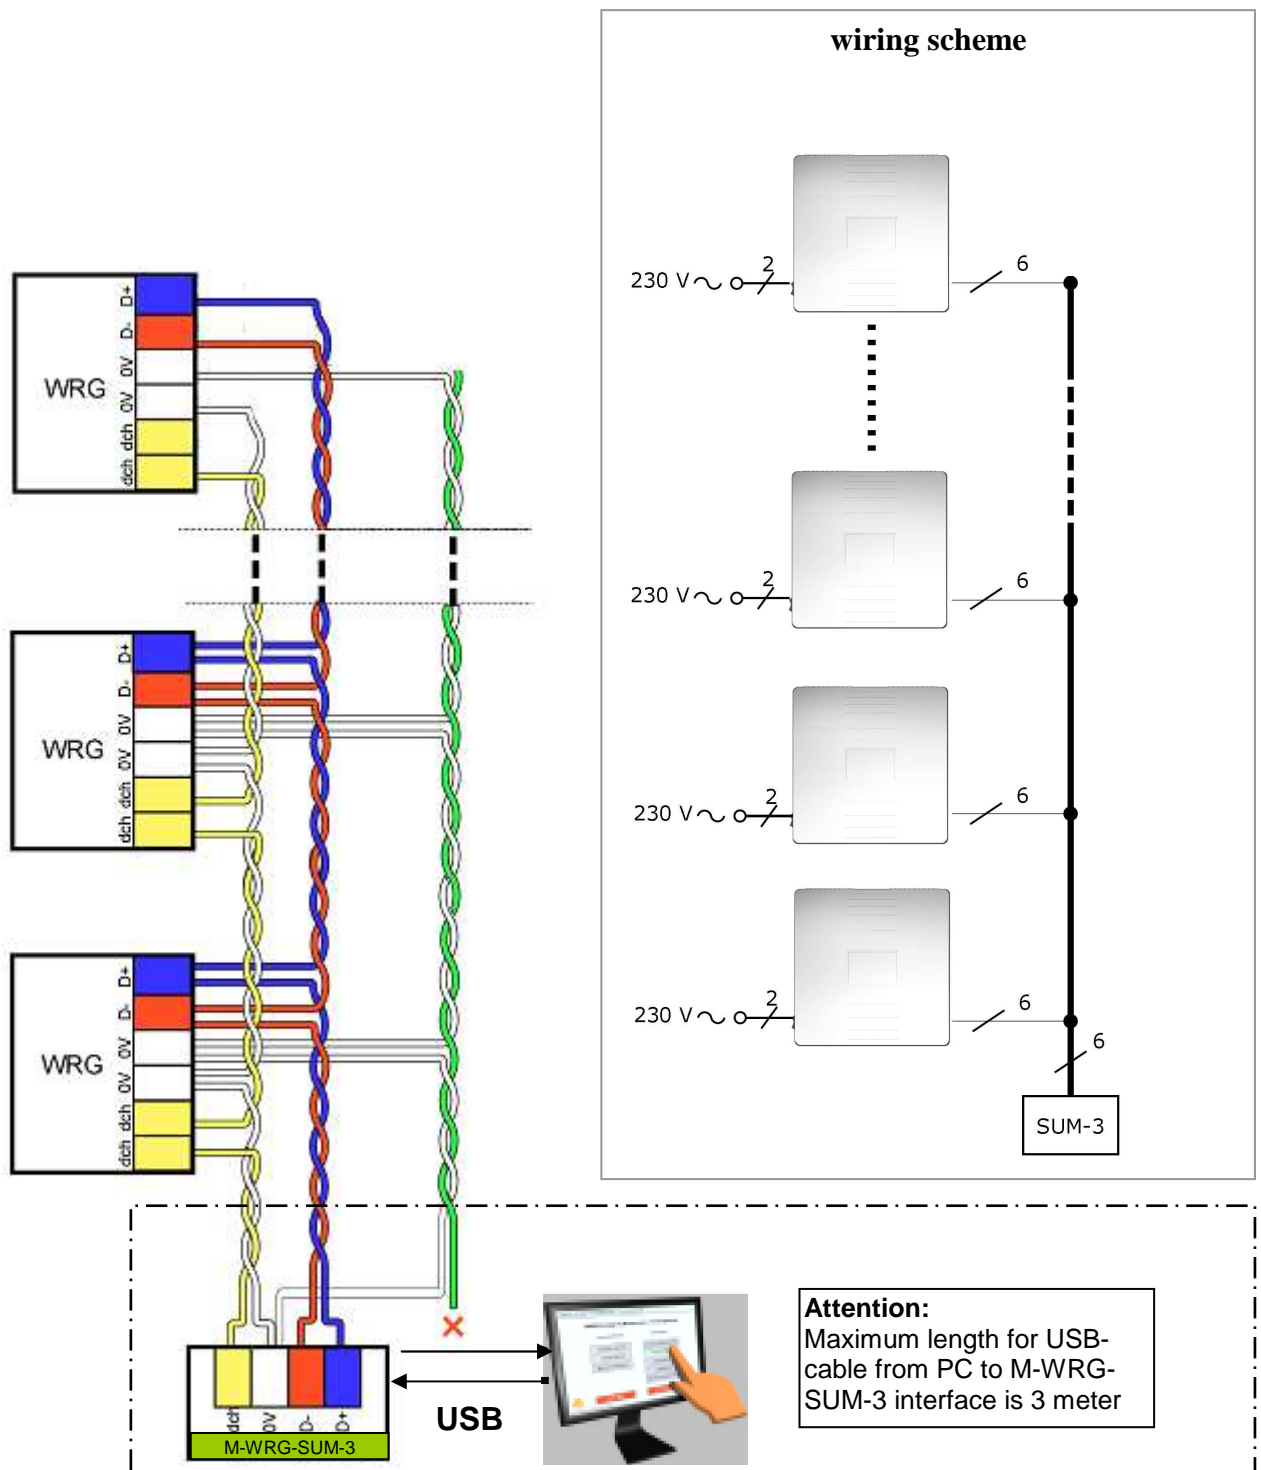 wiring scheme
230 V
2
6
230 V
2
6
230 V
2
6
230 V
2
6
6
SUM-3
WRG
D+
D-
0V
0V
dch
dch
WRG
D+
D-
0V
0V
dch
dch
WRG
D+
D-
0V
0V
dch
dch
dch
0V
D-
D+
M-WRG-SUM-3
USB
Attention:
Maximum length for USB-
cable from PC to M-WRG-
SUM-3 interface is 3 meter